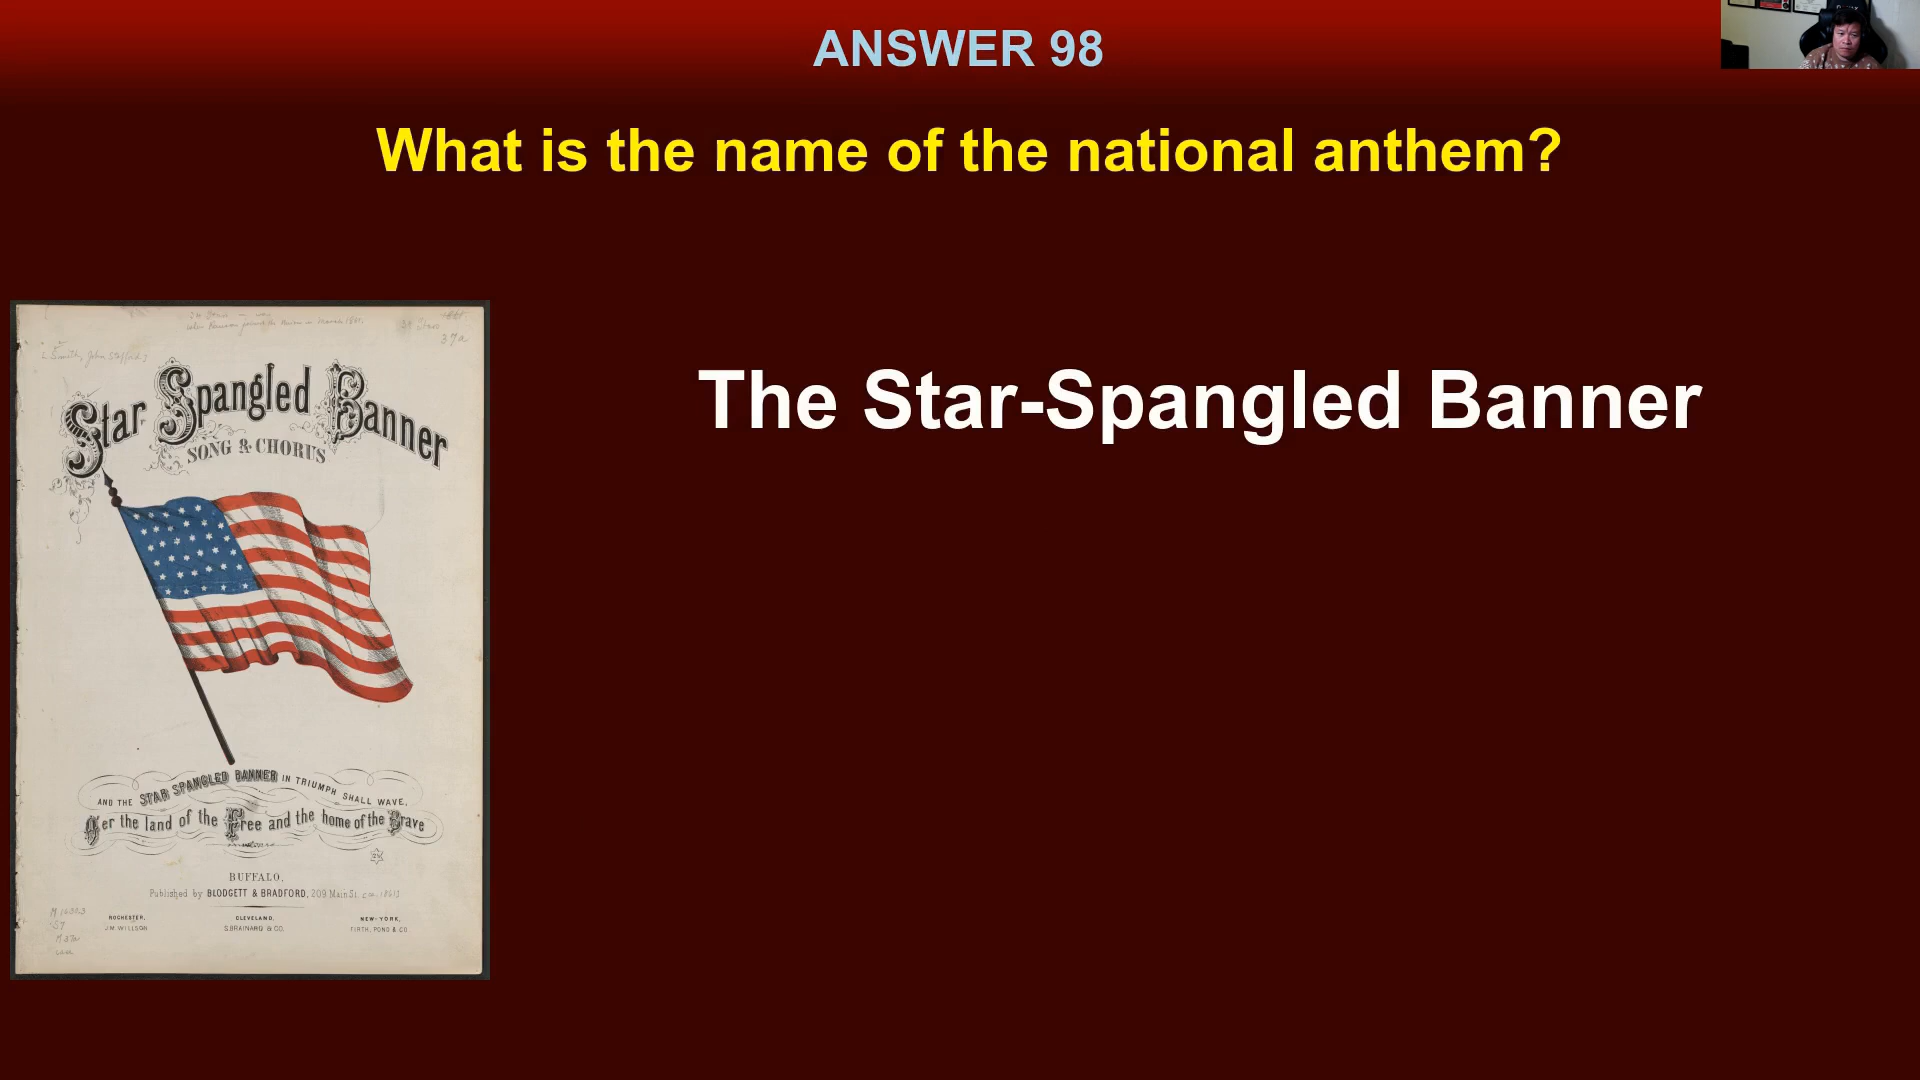 ANSWER 98
What is the name of the national anthem?
The Star-Spangled Banner
Star Spangled Banner
SONG & CHORUS
AND THE STAR SPANGLED BANNER IN TRIUMPH SHALL WAVE,
O'er the land of the Free and the home of the Brave
BUFFALO,
Published by BLODGETT & BRADFORD, 209 Main St.
ROCHESTER, CLEVELAND, NEW-YORK,
J.M. WILLSON S. BRAINARD & CO. FIRTH, POND & CO